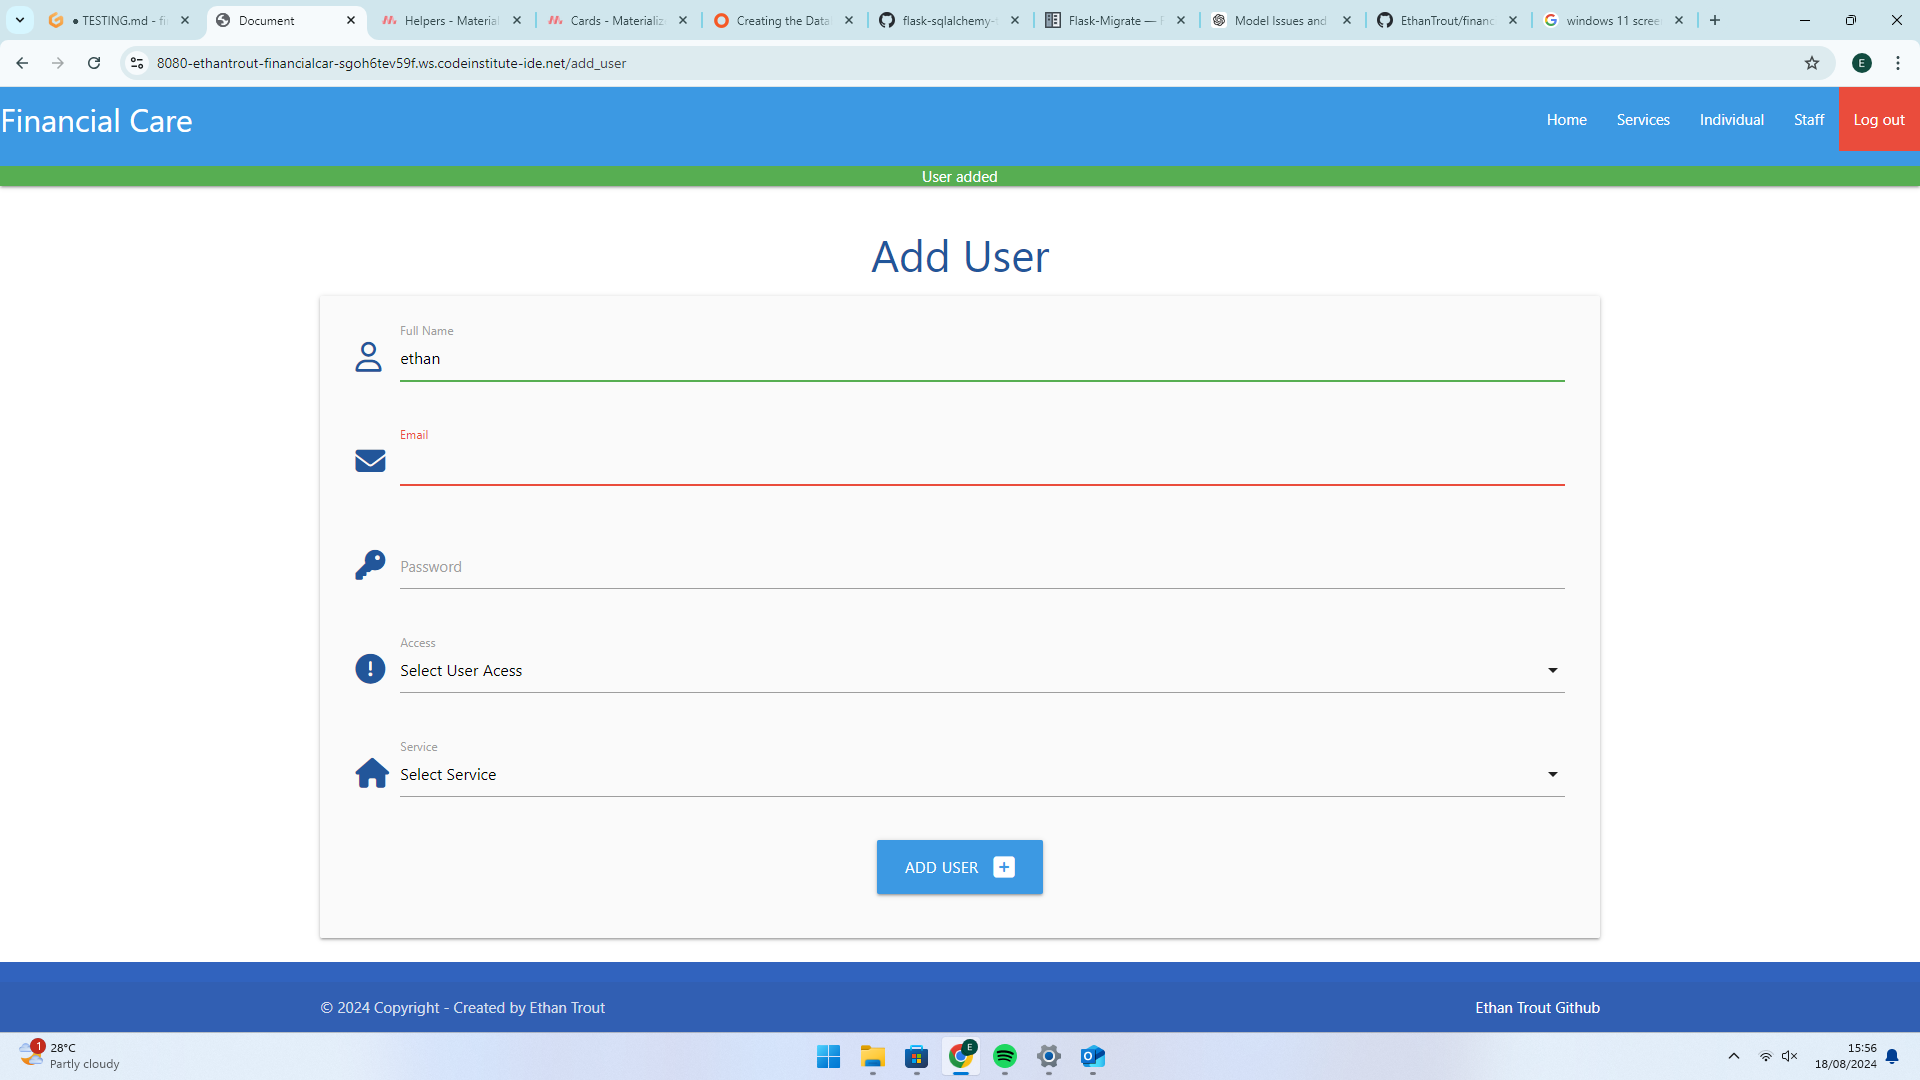 TESTING.md - fi
Document
Helpers - Material
Cards - Materializ
Creating the Data
flask-sqlalchemy-
Flask-Migrate —
Model Issues and
EthanTrout/financ
windows 11 scree
8080-ethantrout-financialcar-sgoh6tev59f.ws.codeinstitute-ide.net/add_user
E
Financial Care
Home
Services
Individual
Staff
Log out
User added
Add User
Full Name
ethan
Email
Password
Access
Select User Acess
Service
Select Service
ADD USER
© 2024 Copyright - Created by Ethan Trout
Ethan Trout Github
1
28°C
Partly cloudy
E
15:56
18/08/2024